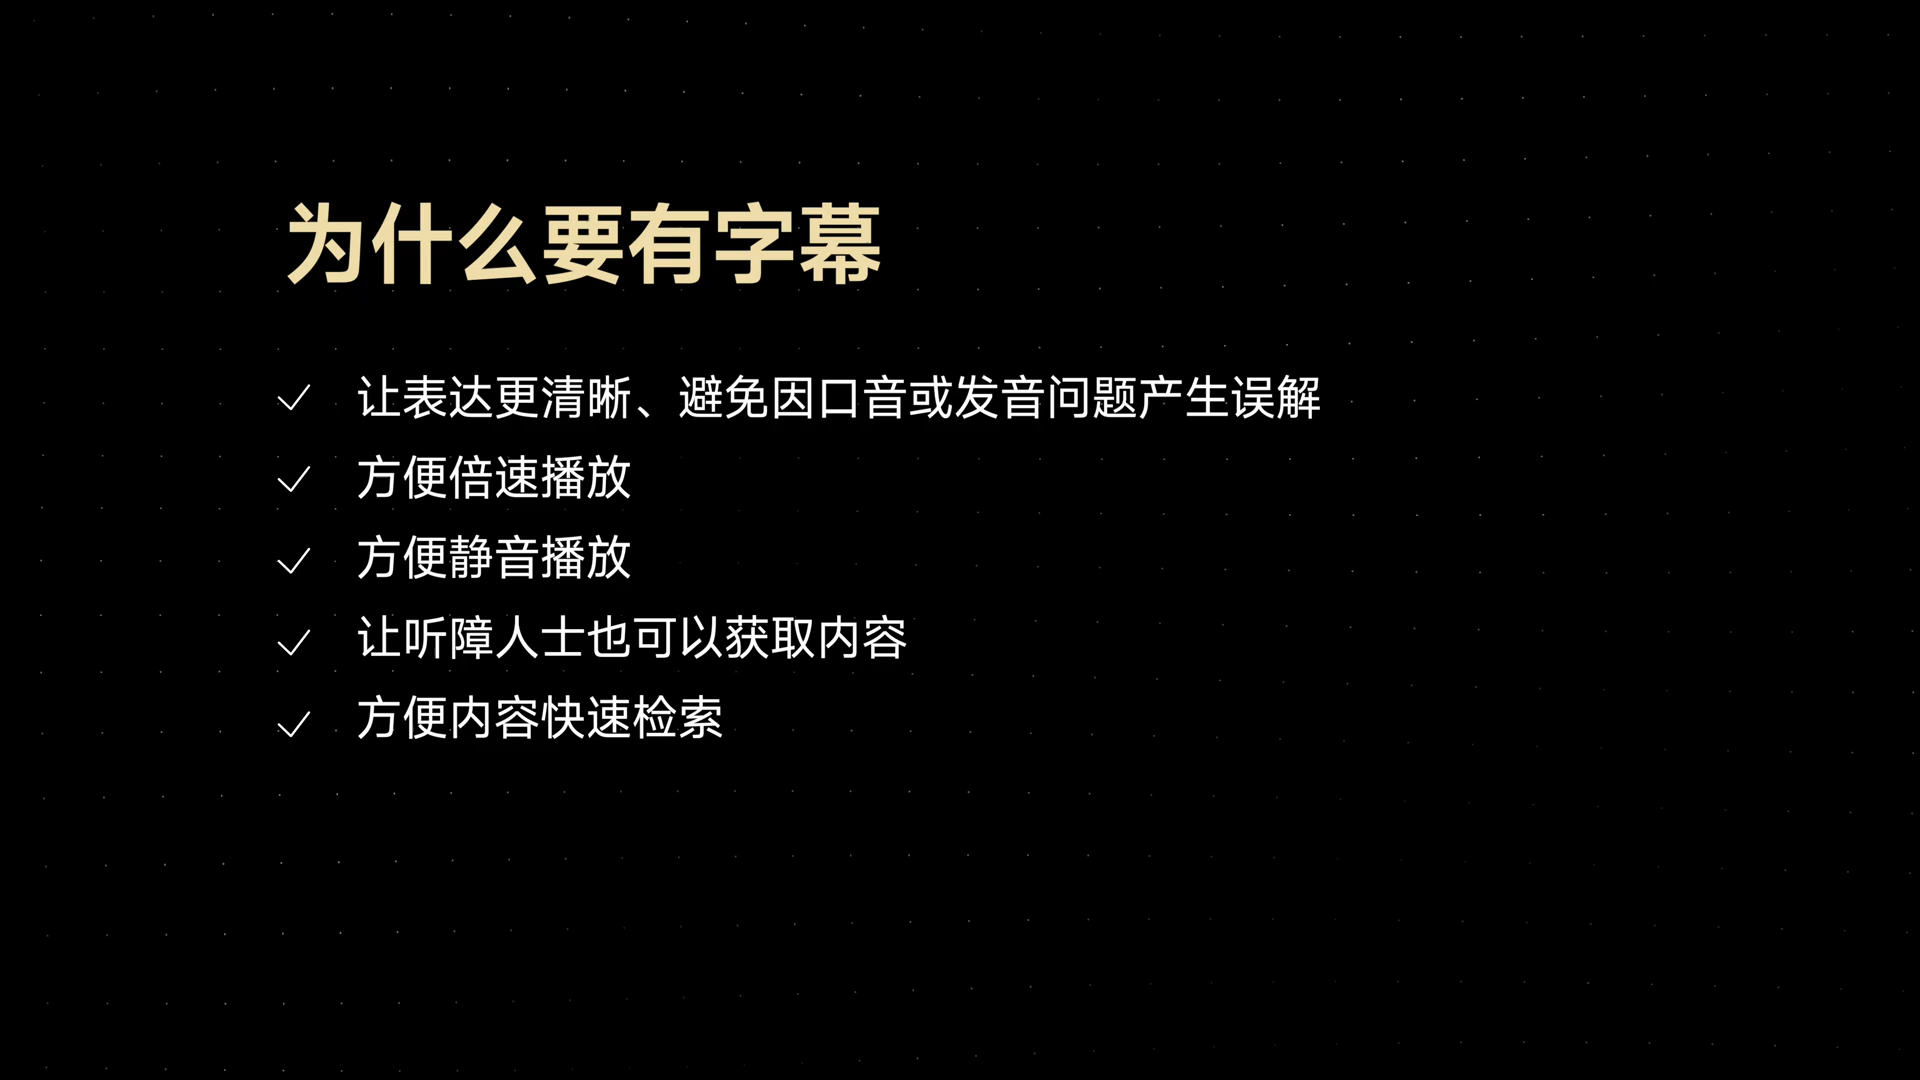 为什么要有字幕
让表达更清晰、避免因口音或发音问题产生误解
方便倍速播放
方便静音播放
让听障人士也可以获取内容
方便内容快速检索